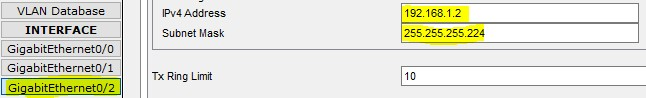 VLAN Database
INTERFACE
GigabitEthernet0/0
GigabitEthernet0/1
GigabitEthernet0/2
IPv4 Address 192.168.1.2
Subnet Mask 255.255.255.224
Tx Ring Limit 10